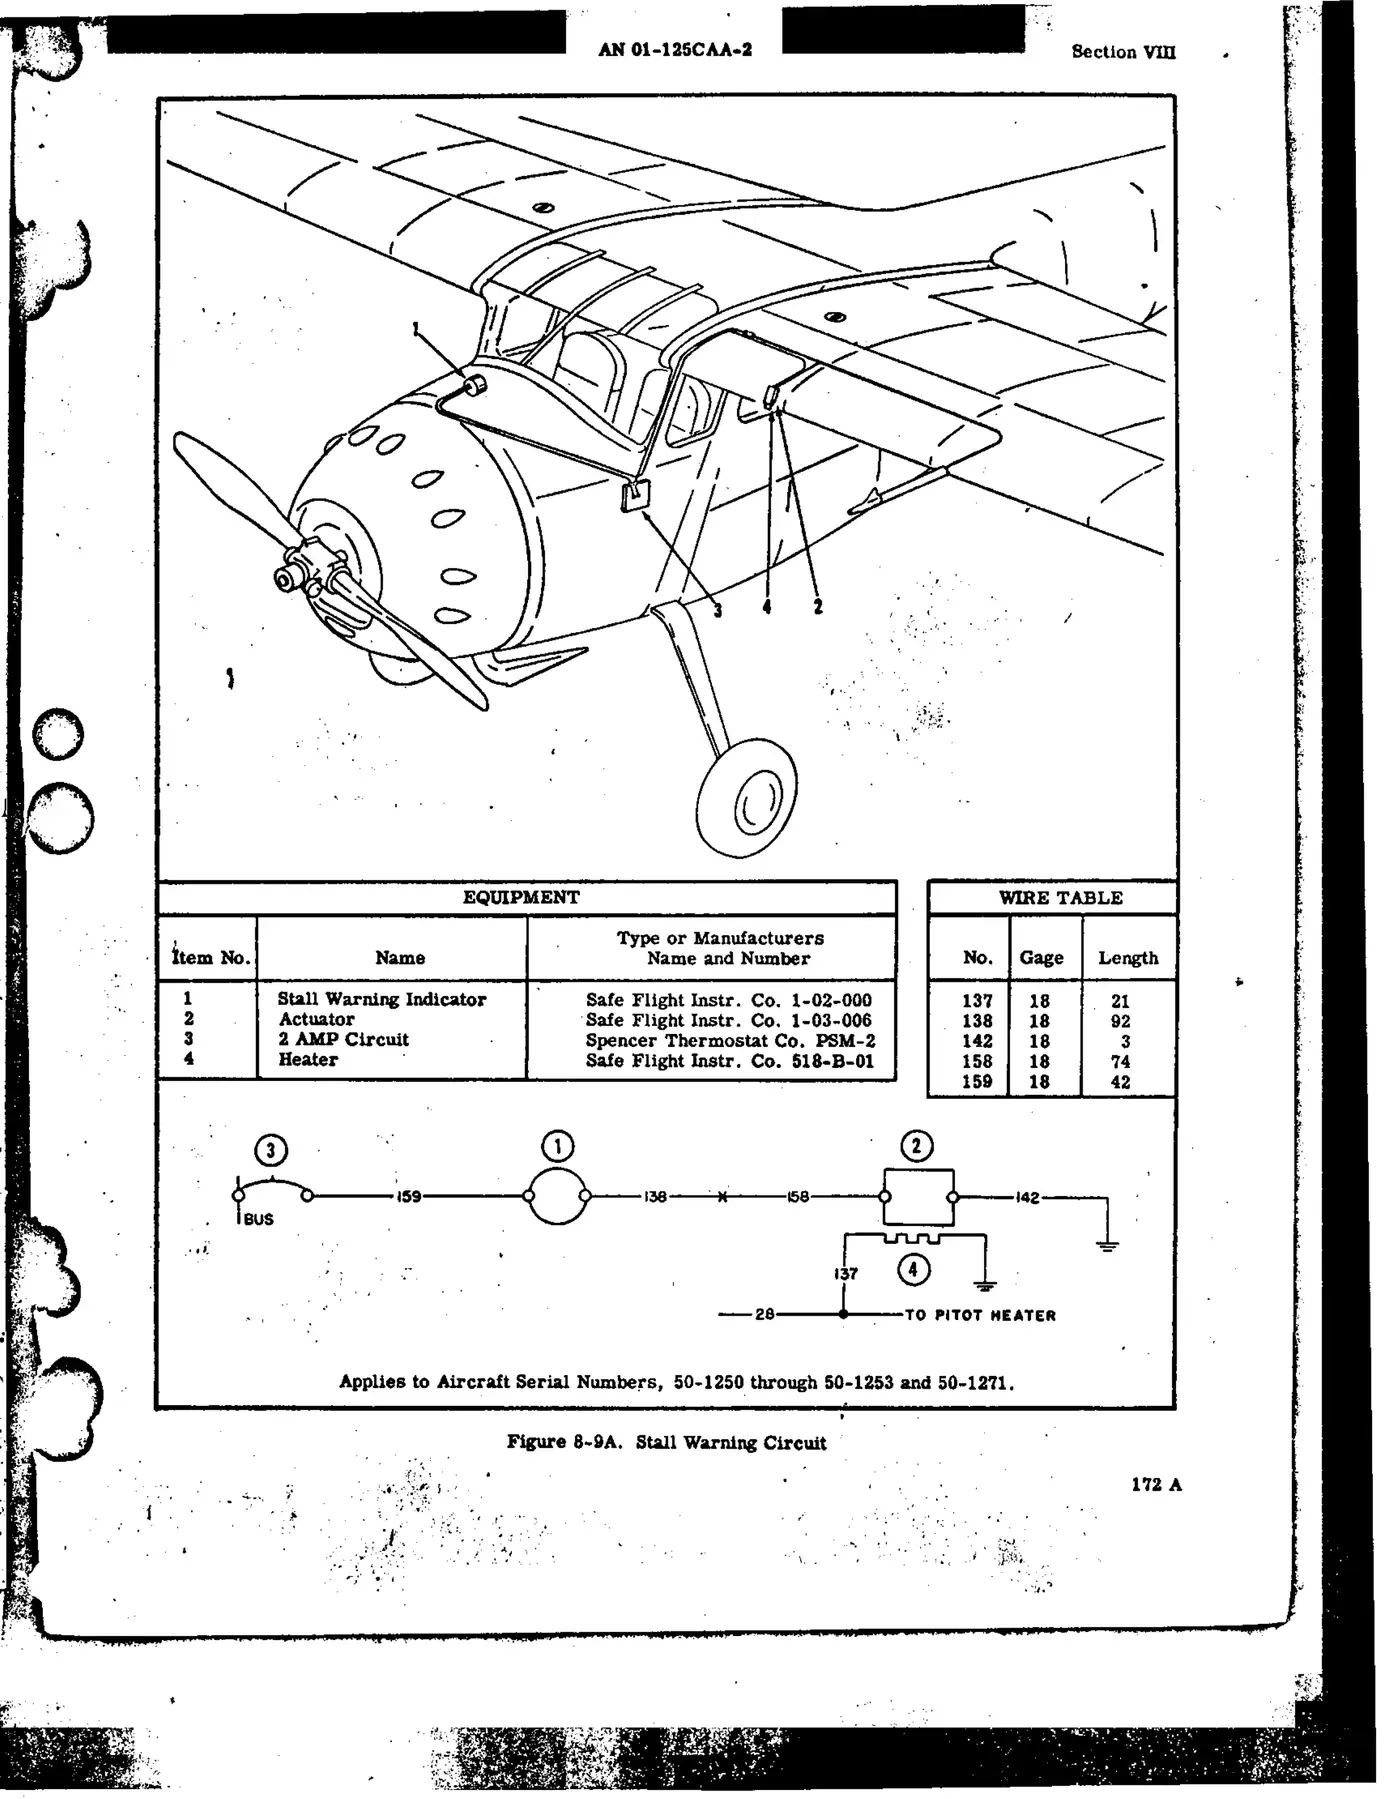 AN 01-125CAA-2
Section VIII
1
3
4
2
EQUIPMENT
Item No.
Name
Type or Manufacturers
Name and Number
1 Stall Warning Indicator Safe Flight Instr. Co. 1-02-000
2 Actuator Safe Flight Instr. Co. 1-03-006
3 2 AMP Circuit Spencer Thermostat Co. PSM-2
4 Heater Safe Flight Instr. Co. 518-B-01
WIRE TABLE
No. Gage Length
137 18 21
138 18 92
142 18 3
158 18 74
159 18 42
3 1 2
159 138 158 142
BUS
137 4
28 TO PITOT HEATER
Applies to Aircraft Serial Numbers, 50-1250 through 50-1253 and 50-1271.
Figure 8-9A. Stall Warning Circuit
172 A